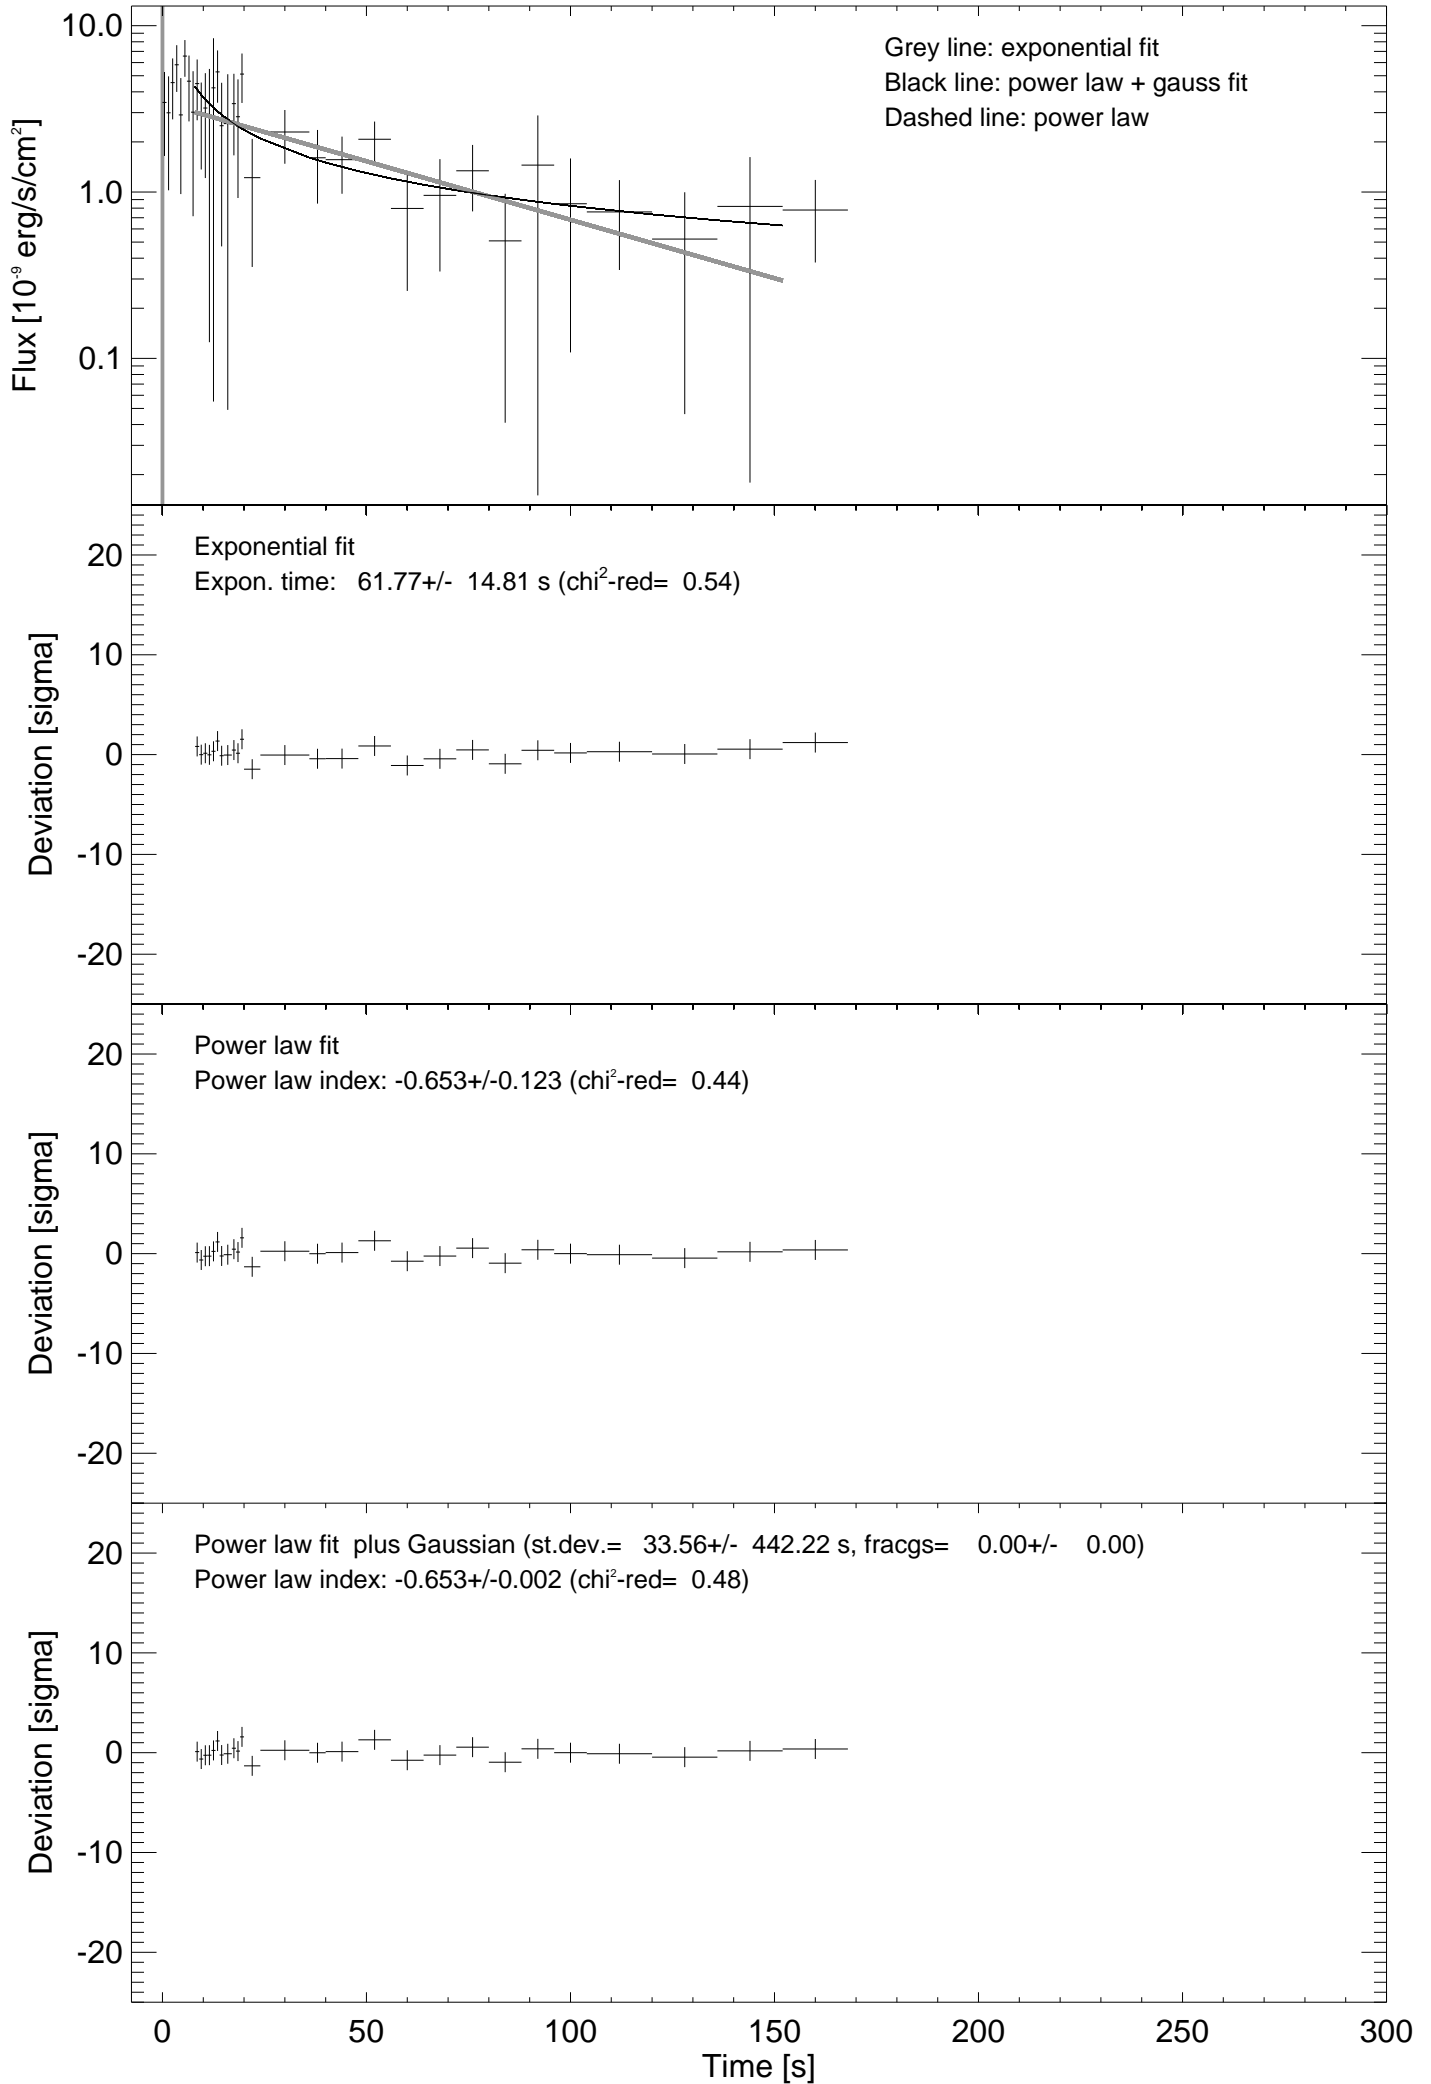 Grey line: exponential fit
Black line: power law + gauss fit
Dashed line: power law
10.0
1.0
0.1
Flux [10⁻⁹ erg/s/cm²]
Exponential fit
Expon. time: 61.77+/- 14.81 s (chi²-red= 0.54)
20
10
0
-10
-20
Deviation [sigma]
Power law fit
Power law index: -0.653+/-0.123 (chi²-red= 0.44)
20
10
0
-10
-20
Deviation [sigma]
Power law fit plus Gaussian (st.dev.= 33.56+/- 442.22 s, fracgs= 0.00+/- 0.00)
Power law index: -0.653+/-0.002 (chi²-red= 0.48)
20
10
0
-10
-20
Deviation [sigma]
0 50 100 150 200 250 300
Time [s]